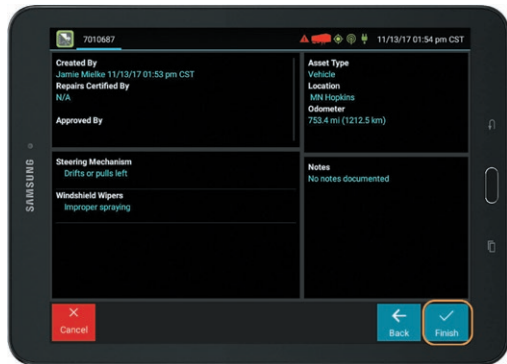 7010687
11/13/17 01:54 pm CST
Created By
Jamie Mielke 11/13/17 01:53 pm CST
Repairs Certified By
N/A
Approved By
Asset Type
Vehicle
Location
MN Hopkins
Odometer
753.4 mi (1212.5 km)
Steering Mechanism
Drifts or pulls left
Windshield Wipers
Improper spraying
Notes
No notes documented
Cancel
Back
Finish
SAMSUNG